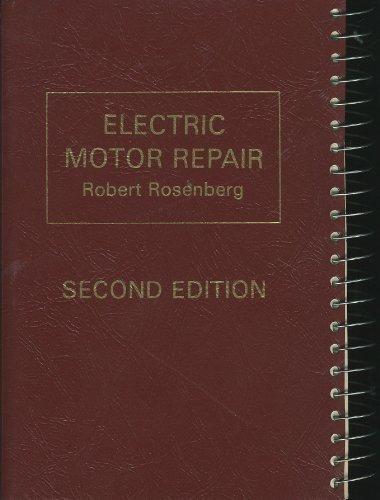 ELECTRIC
MOTOR REPAIR
Robert Rosenberg
SECOND EDITION